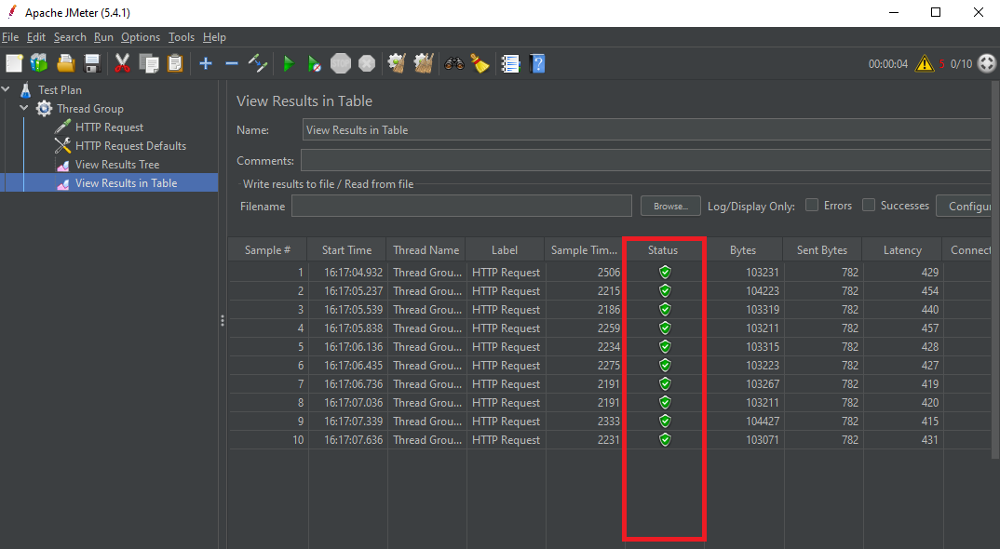 Apache JMeter (5.4.1)
File Edit Search Run Options Tools Help
00:00:04 5 0/10
Test Plan
Thread Group
HTTP Request
HTTP Request Defaults
View Results Tree
View Results in Table
View Results in Table
Name: View Results in Table
Comments:
Write results to file / Read from file
Filename Browse... Log/Display Only: Errors Successes Configu
Sample # Start Time Thread Name Label Sample Tim... Status Bytes Sent Bytes Latency Connect
1 16:17:04.932 Thread Grou... HTTP Request 2506 103231 782 429
2 16:17:05.237 Thread Grou... HTTP Request 2215 104223 782 454
3 16:17:05.539 Thread Grou... HTTP Request 2186 103319 782 440
4 16:17:05.838 Thread Grou... HTTP Request 2259 103211 782 457
5 16:17:06.136 Thread Grou... HTTP Request 2234 103315 782 428
6 16:17:06.435 Thread Grou... HTTP Request 2275 103223 782 427
7 16:17:06.736 Thread Grou... HTTP Request 2191 103267 782 419
8 16:17:07.036 Thread Grou... HTTP Request 2191 103211 782 420
9 16:17:07.339 Thread Grou... HTTP Request 2333 104427 782 415
10 16:17:07.636 Thread Grou... HTTP Request 2231 103071 782 431